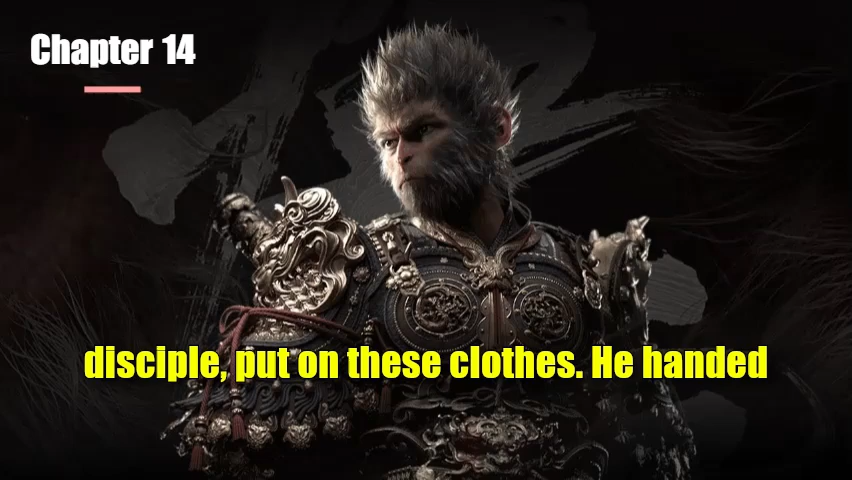 Chapter 14
disciple, put on these clothes. He handed